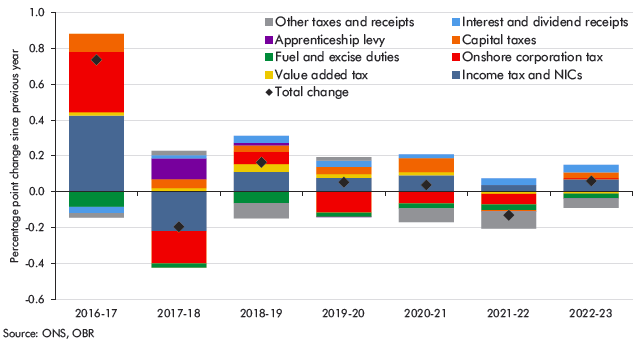 1.0
0.8
0.6
0.4
0.2
0.0
-0.2
-0.4
-0.6
Percentage point change since previous year
Other taxes and receipts
Interest and dividend receipts
Apprenticeship levy
Capital taxes
Fuel and excise duties
Onshore corporation tax
Value added tax
Income tax and NICs
Total change
2016-17 2017-18 2018-19 2019-20 2020-21 2021-22 2022-23
Source: ONS, OBR